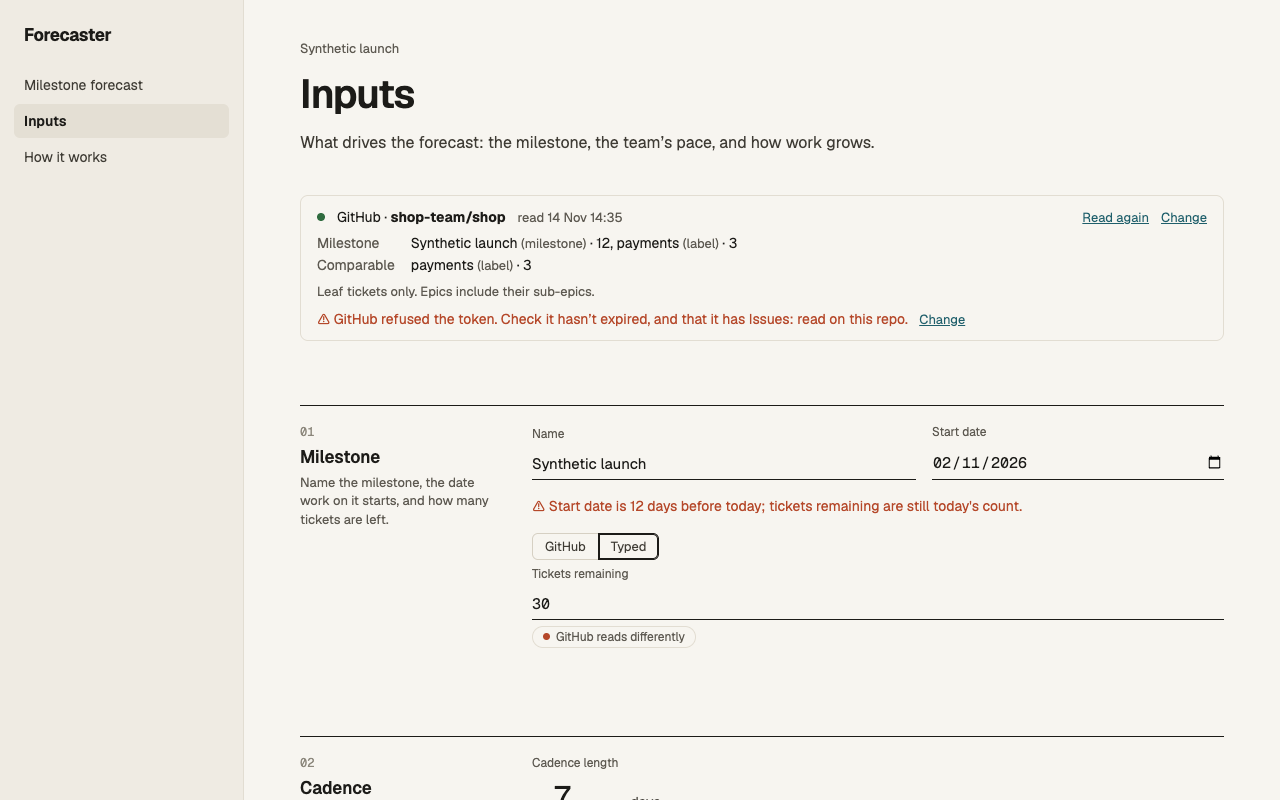 Forecaster
Milestone forecast
Inputs
How it works
Synthetic launch
Inputs
What drives the forecast: the milestone, the team’s pace, and how work grows.
GitHub · shop-team/shop read 14 Nov 14:35 Read again Change
Milestone Synthetic launch (milestone) · 12, payments (label) · 3
Comparable payments (label) · 3
Leaf tickets only. Epics include their sub-epics.
GitHub refused the token. Check it hasn’t expired, and that it has Issues: read on this repo. Change
01
Milestone
Name the milestone, the date
work on it starts, and how many
tickets are left.
Name
Synthetic launch
Start date
02/11/2026
Start date is 12 days before today; tickets remaining are still today's count.
GitHub Typed
Tickets remaining
30
GitHub reads differently
02
Cadence
Cadence length
7 days